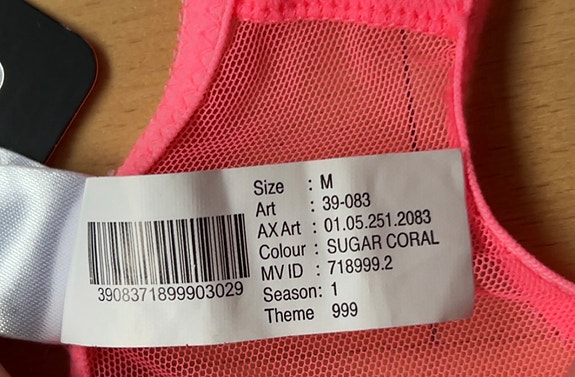 Size : M
Art : 39-083
AX Art : 01.05.251.2083
Colour : SUGAR CORAL
MV ID : 718999.2
Season: 1
Theme 999
3908371899903029